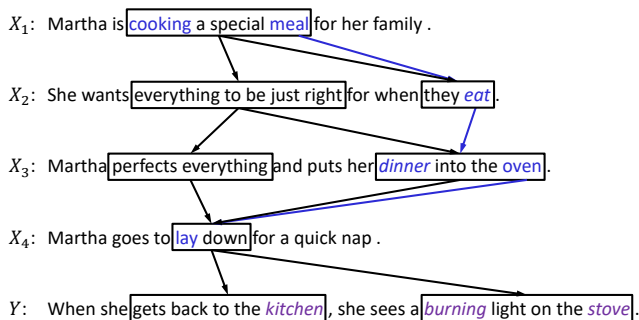 X₁: Martha is cooking a special meal for her family .
X₂: She wants everything to be just right for when they eat .
X₃: Martha perfects everything and puts her dinner into the oven .
X₄: Martha goes to lay down for a quick nap .
Y: When she gets back to the kitchen , she sees a burning light on the stove .